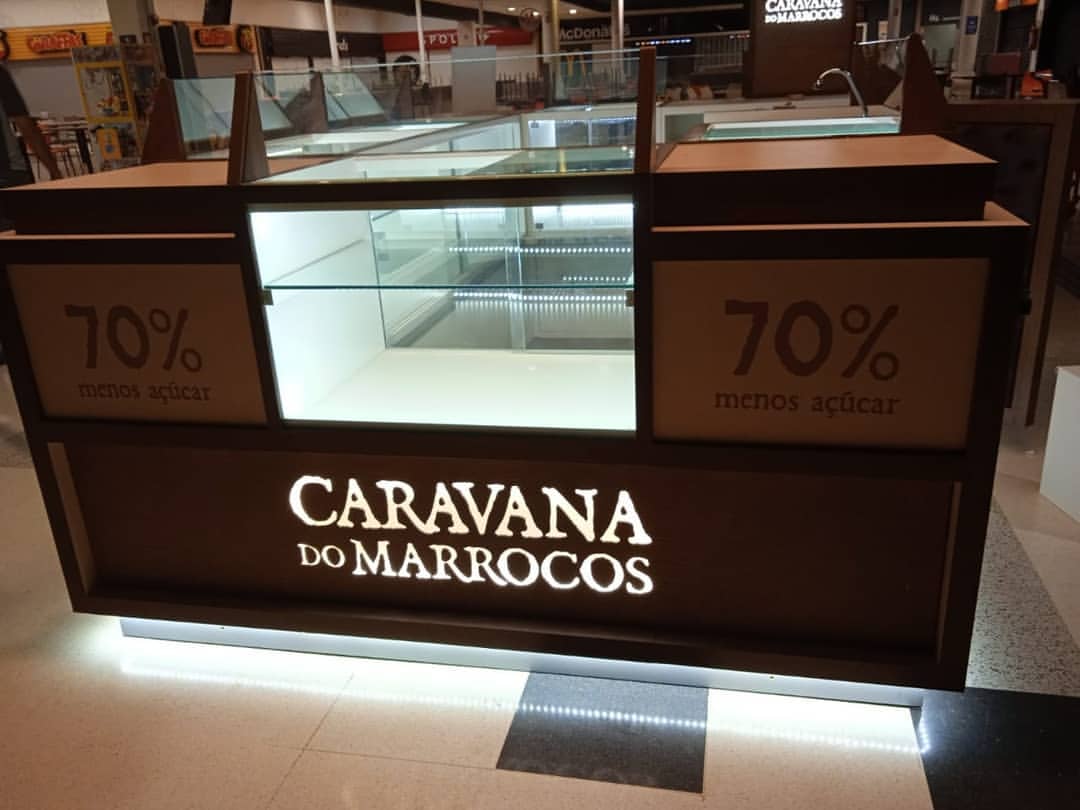 CARAVANA
DO MARROCOS
McDonald's
70%
menos açúcar
70%
menos açúcar
CARAVANA
DO MARROCOS